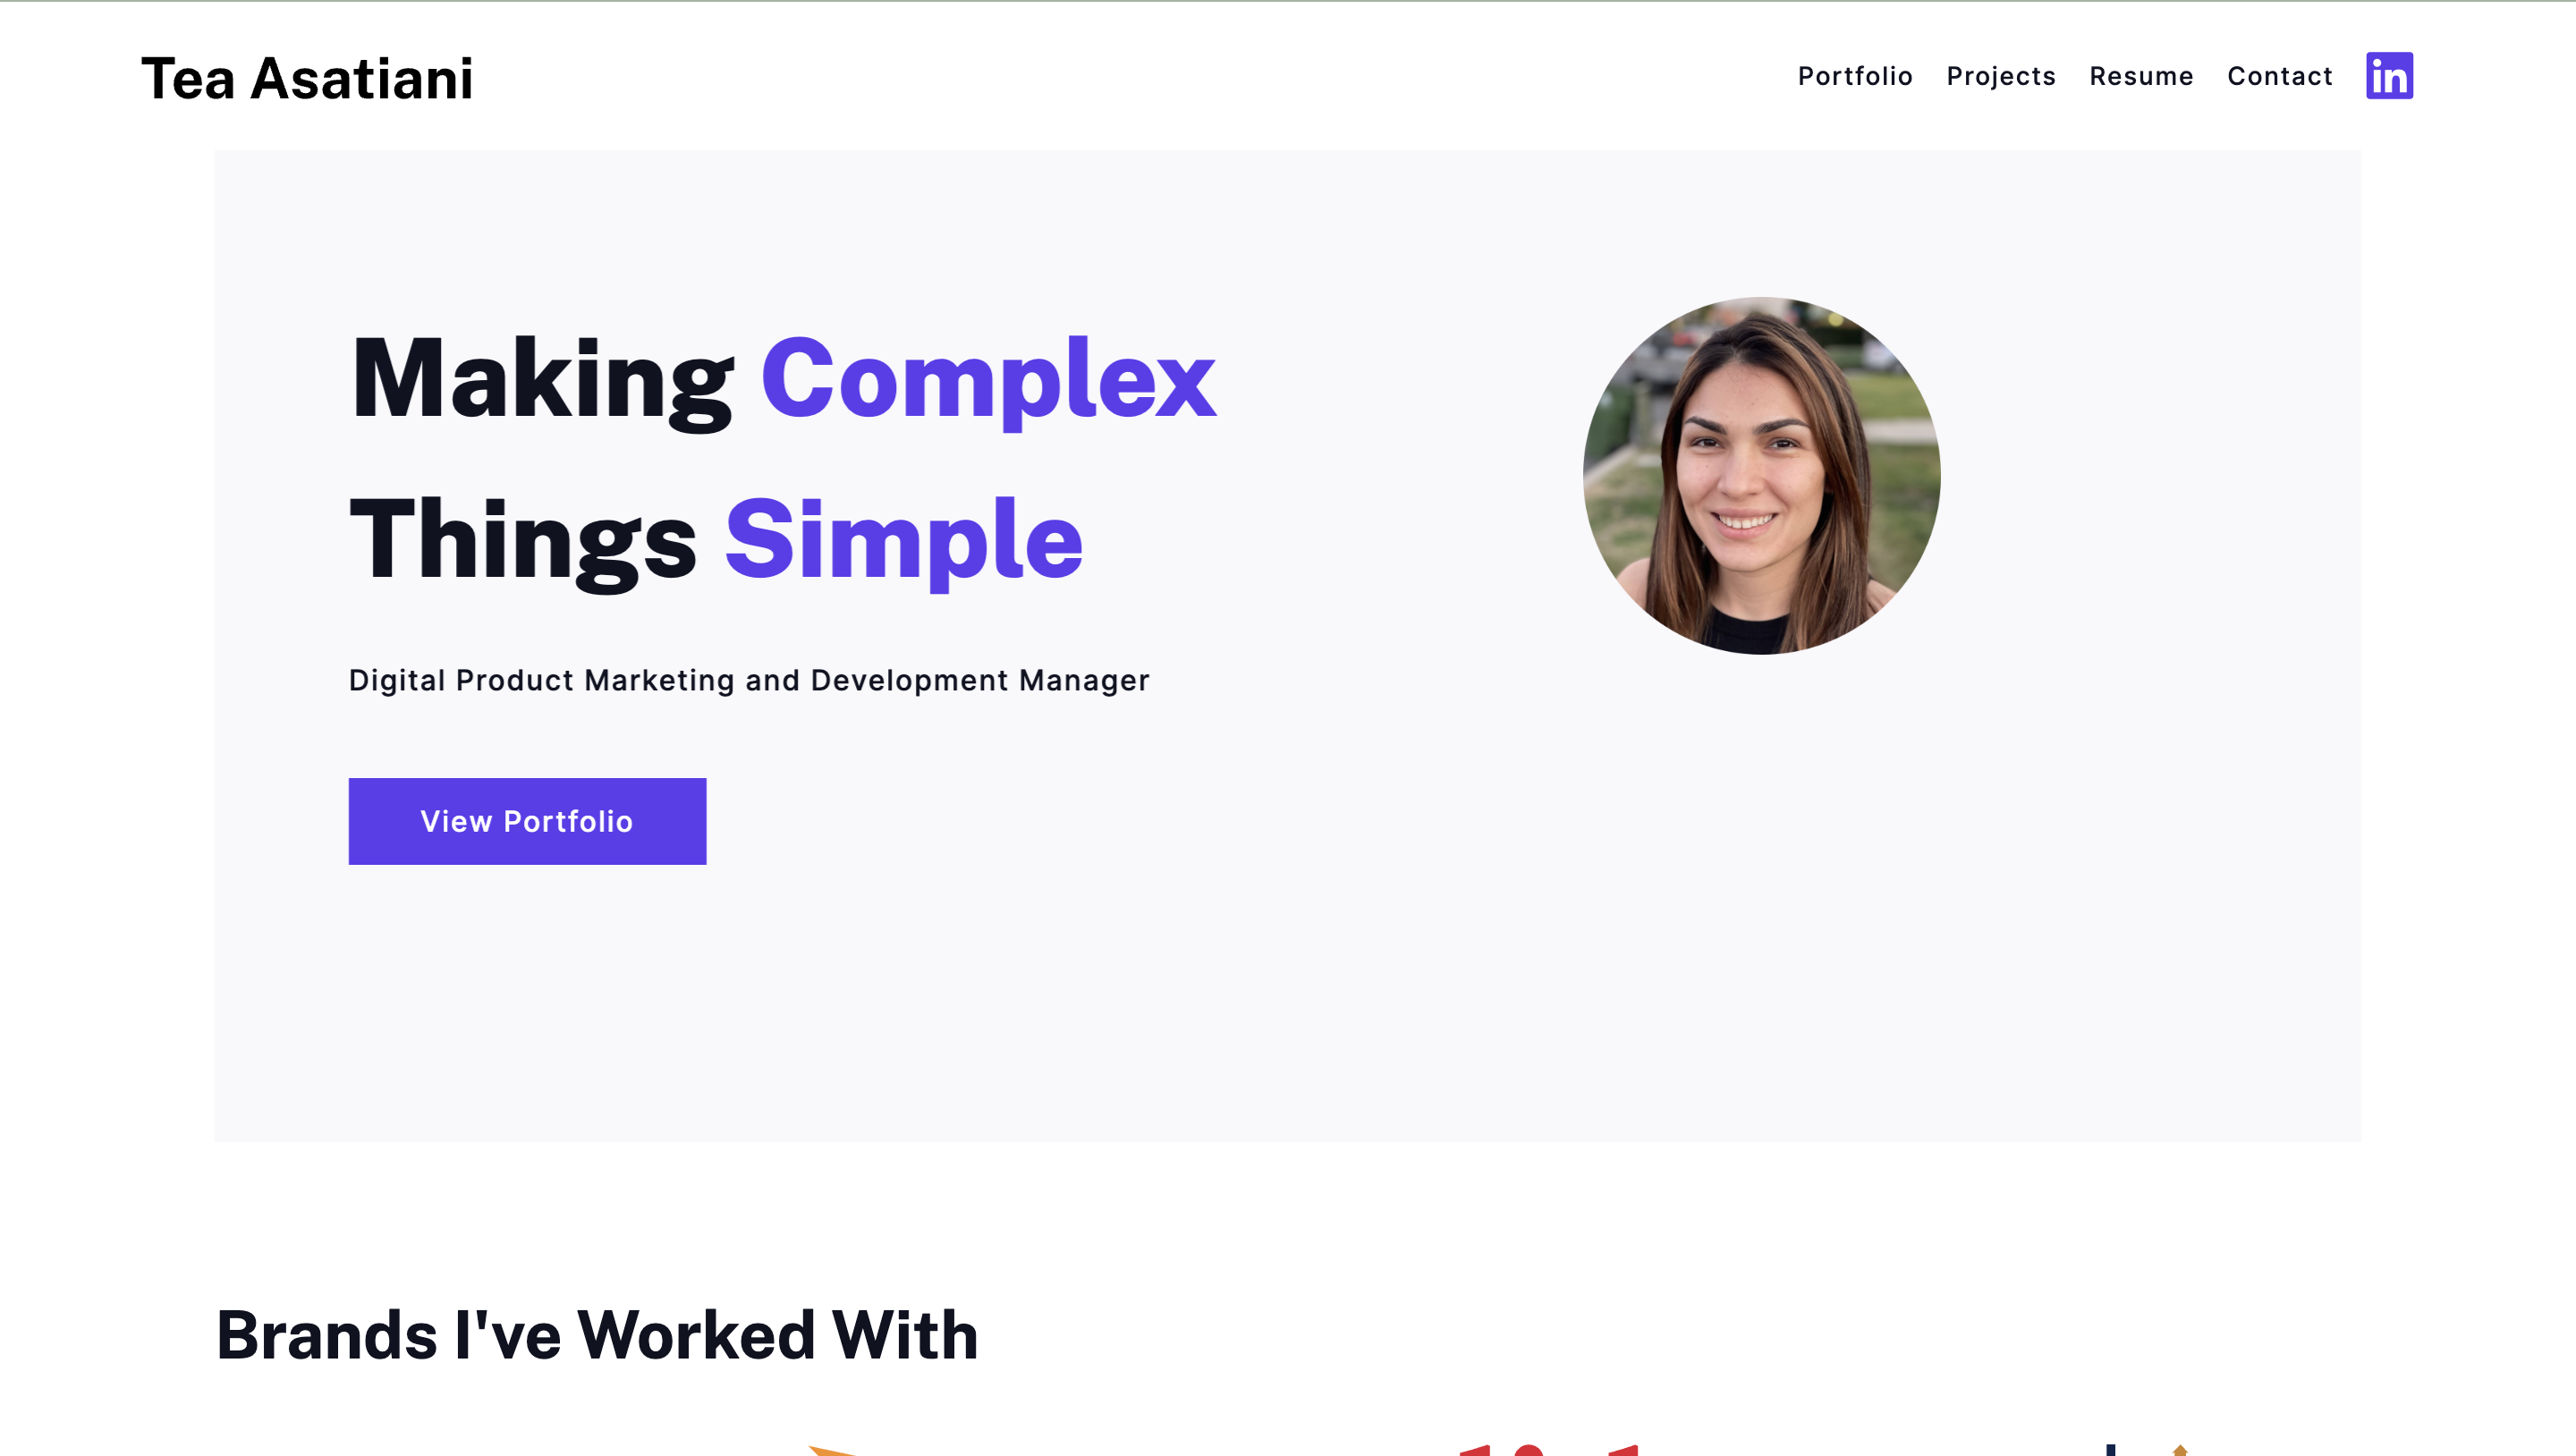 Tea Asatiani
Portfolio Projects Resume Contact in
Making Complex
Things Simple
Digital Product Marketing and Development Manager
View Portfolio
Brands I've Worked With